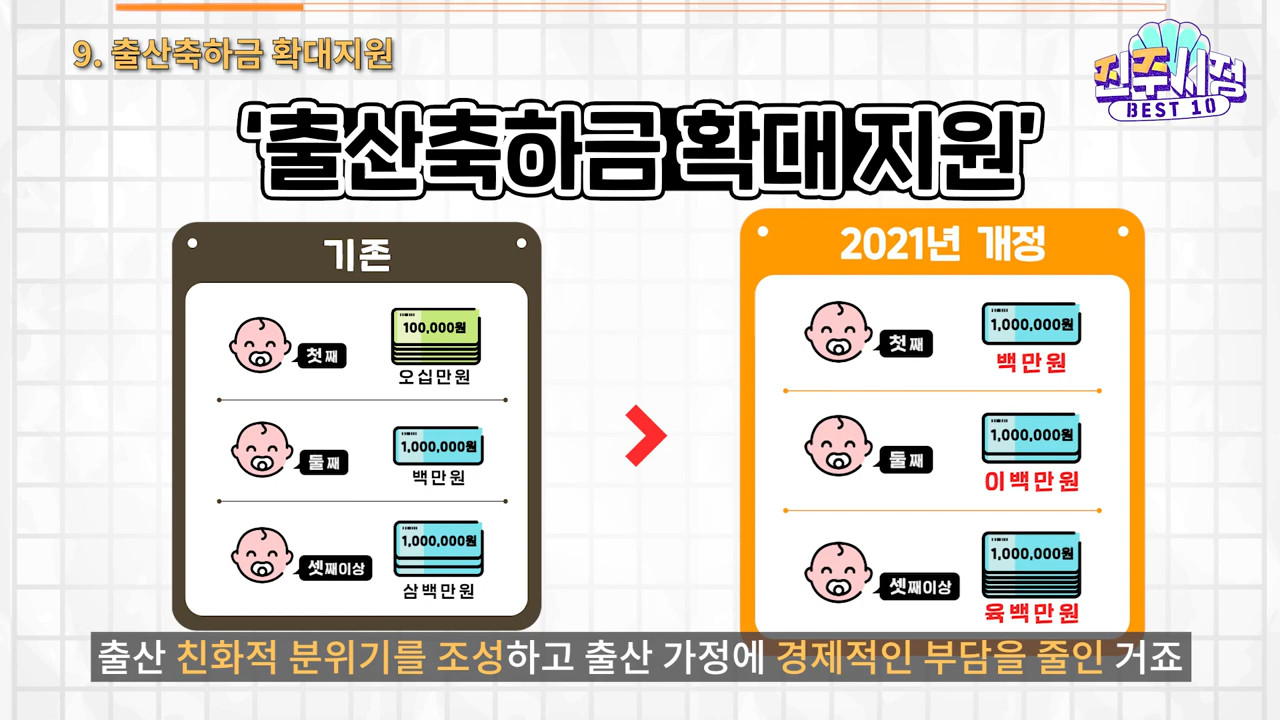 9. 출산축하금 확대지원
진주시정
BEST 10
'출산축하금 확대 지원'
기존
첫째
100,000원
오십만원
둘째
1,000,000원
백만원
셋째이상
1,000,000원
삼백만원
2021년 개정
첫째
1,000,000원
백만원
둘째
1,000,000원
이백만원
셋째이상
1,000,000원
육백만원
출산 친화적 분위기를 조성하고 출산 가정에 경제적인 부담을 줄인 거죠